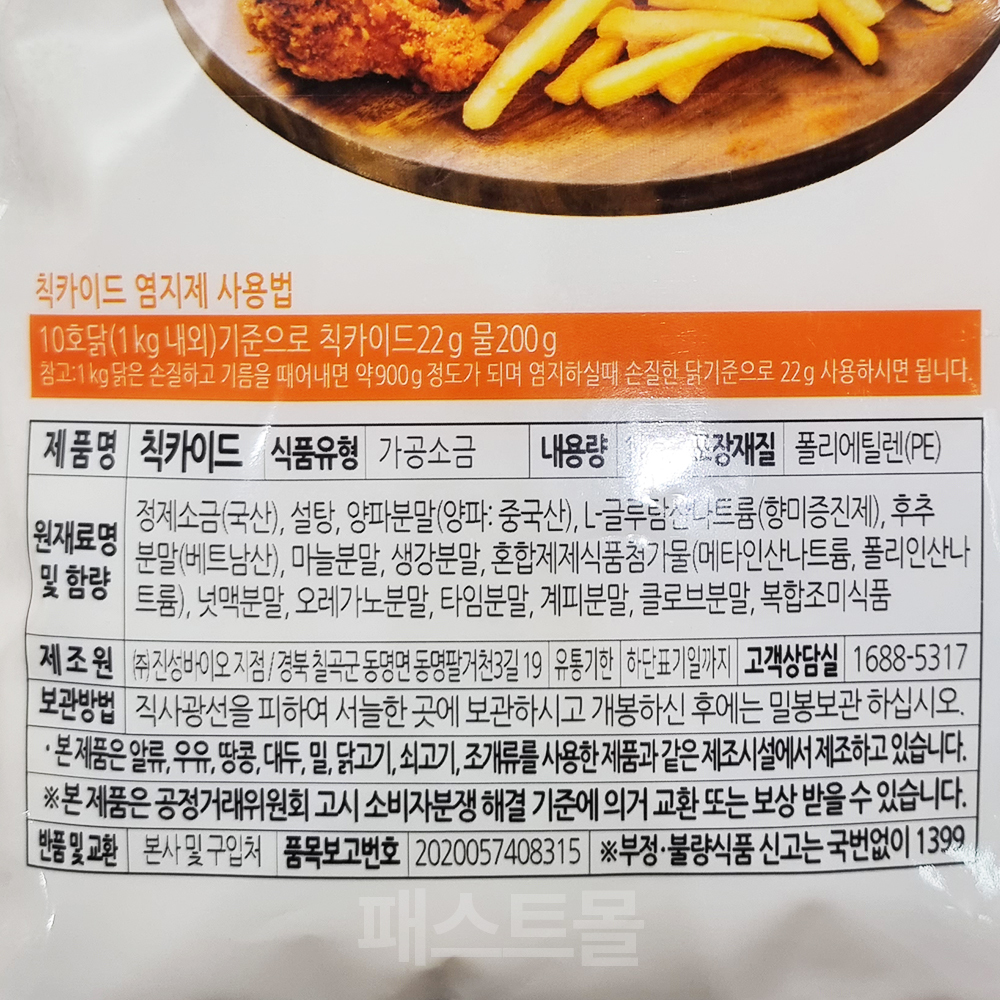 칙카이드 염지제 사용법
10호닭(1kg 내외)기준으로 칙카이드22g 물200g
참고:1kg닭은 손질하고 기름을 때어내면 약900g 정도가 되며 염지하실때 손질한 닭기준으로 22g 사용하시면 됩니다.
제품명 칙카이드 식품유형 가공소금 내용량 포장재질 폴리에틸렌(PE)
원재료명 및 함량
정제소금(국산), 설탕, 양파분말(양파: 중국산), L-글루탐산나트륨(향미증진제), 후추
분말(베트남산), 마늘분말, 생강분말, 혼합제제식품첨가물(메타인산나트륨, 폴리인산나
트륨), 넛맥분말, 오레가노분말, 타임분말, 계피분말, 클로브분말, 복합조미식품
제조원 (주)진성바이오 지점/경북 칠곡군 동명면 동명팔거천3길 19 유통기한 하단표기일까지 고객상담실 1688-5317
보관방법 직사광선을 피하여 서늘한 곳에 보관하시고 개봉하신 후에는 밀봉보관 하십시오.
·본 제품은 알류, 우유, 땅콩, 대두, 밀, 닭고기, 쇠고기, 조개류를 사용한 제품과 같은 제조시설에서 제조하고 있습니다.
※본 제품은 공정거래위원회 고시 소비자분쟁 해결 기준에 의거 교환 또는 보상 받을 수 있습니다.
반품 및 교환 본사 및 구입처 품목보고번호 2020057408315 ※부정·불량식품 신고는 국번없이 1399
패스트몰